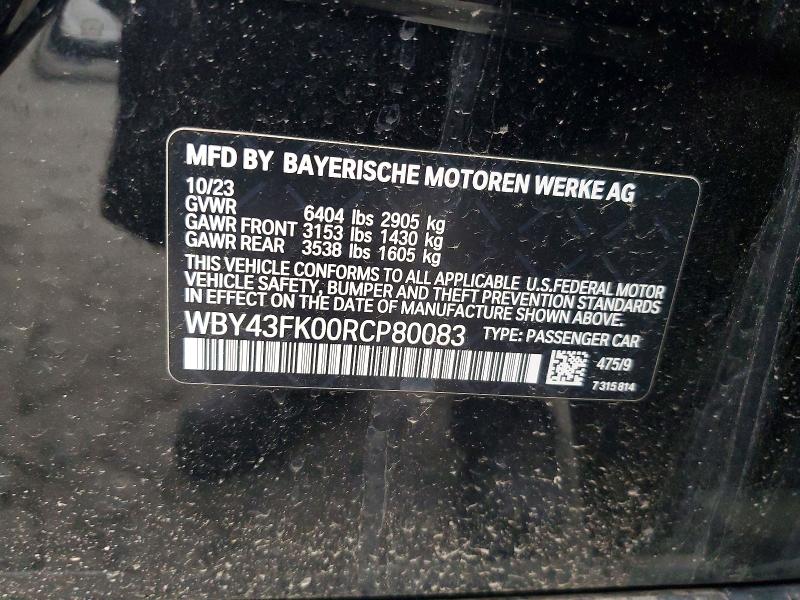 MFD BY BAYERISCHE MOTOREN WERKE AG
10/23
GVWR 6404 lbs 2905 kg
GAWR FRONT 3153 lbs 1430 kg
GAWR REAR 3538 lbs 1605 kg
THIS VEHICLE CONFORMS TO ALL APPLICABLE U.S.FEDERAL MOTOR
VEHICLE SAFETY, BUMPER AND THEFT PREVENTION STANDARDS
IN EFFECT ON THE DATE OF MANUFACTURE SHOWN ABOVE.
WBY43FK00RCP80083 TYPE: PASSENGER CAR
475/9
7315814